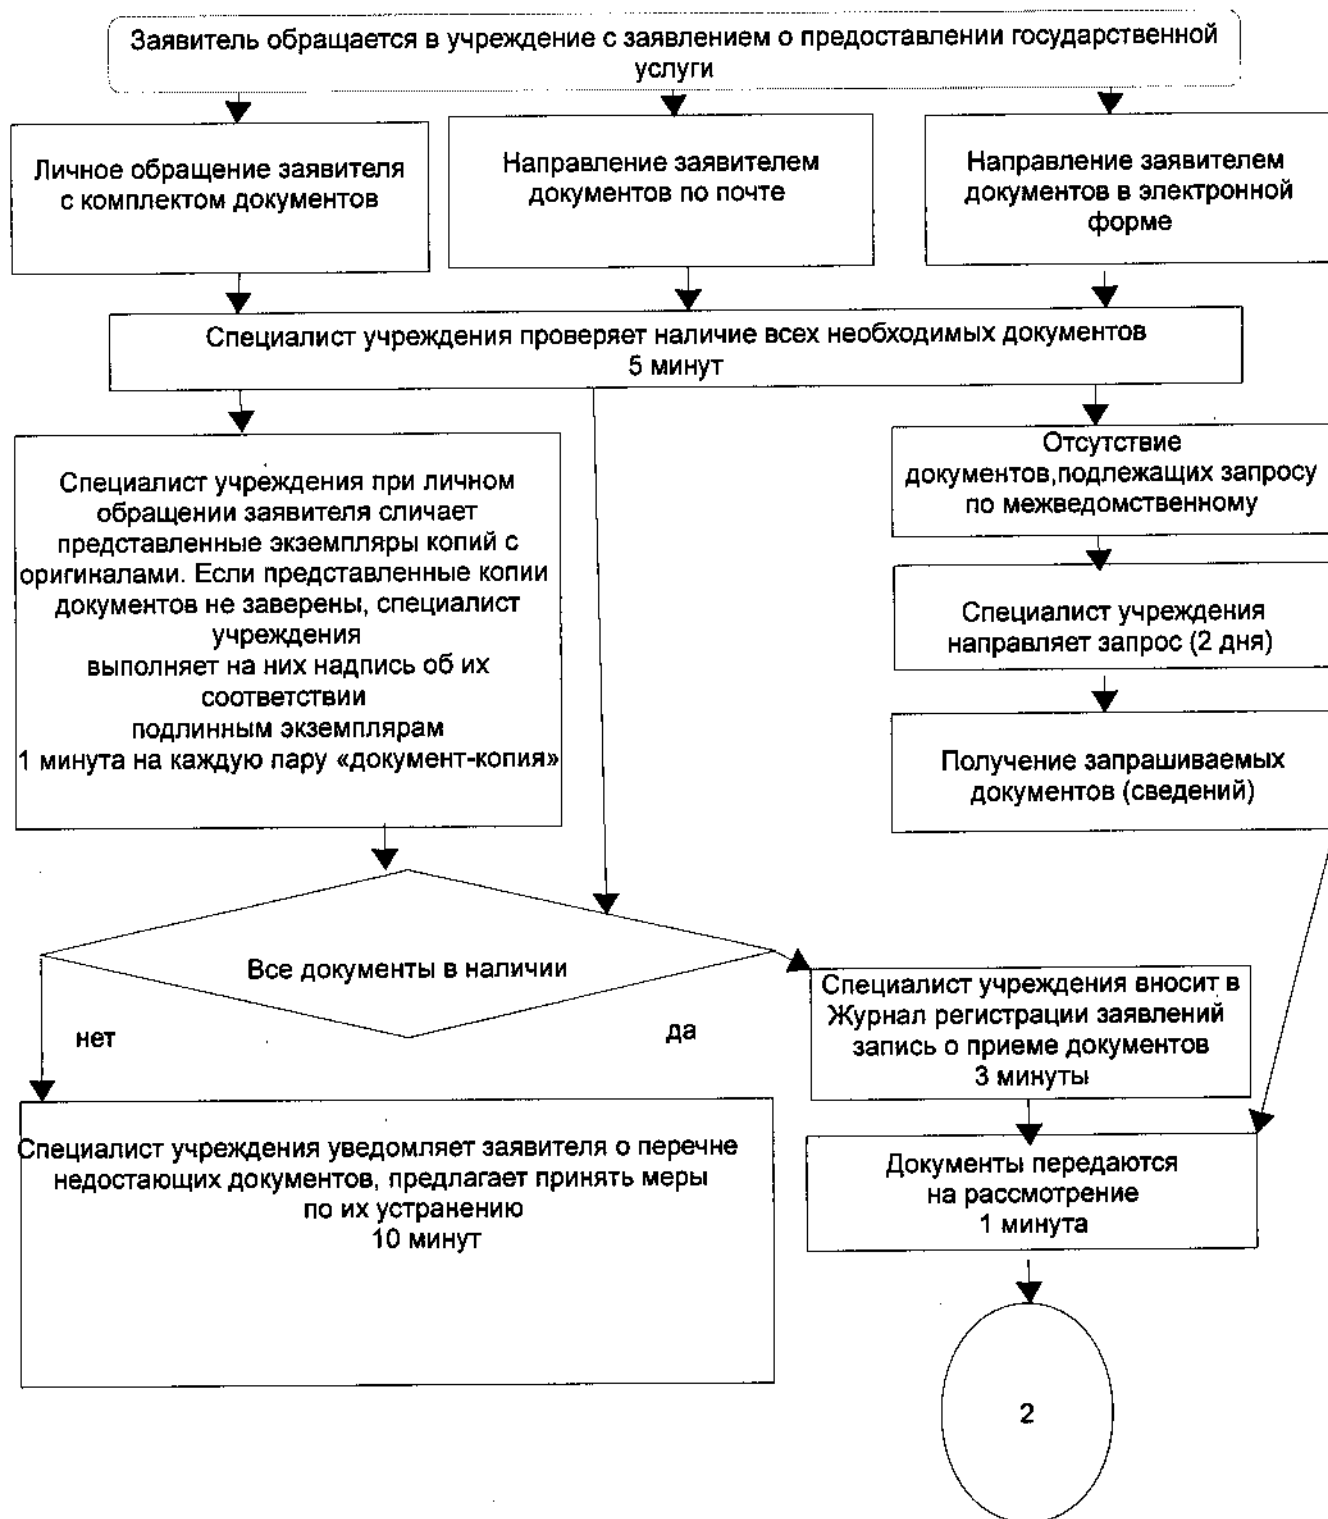 Заявитель обращается в учреждение с заявлением о предоставлении государственной
услуги
Личное обращение заявителя
с комплектом документов
Направление заявителем
документов по почте
Направление заявителем
документов в электронной
форме
Специалист учреждения проверяет наличие всех необходимых документов
5 минут
Специалист учреждения при личном
обращении заявителя сличает
представленные экземпляры копий с
оригиналами. Если представленные копии
документов не заверены, специалист
учреждения
выполняет на них надпись об их
соответствии
подлинным экземплярам
1 минута на каждую пару «документ-копия»
Отсутствие
документов,подлежащих запросу
по межведомственному
Специалист учреждения
направляет запрос (2 дня)
Получение запрашиваемых
документов (сведений)
Все документы в наличии
нет
да
Специалист учреждения вносит в
Журнал регистрации заявлений
запись о приеме документов
3 минуты
Специалист учреждения уведомляет заявителя о перечне
недостающих документов, предлагает принять меры
по их устранению
10 минут
Документы передаются
на рассмотрение
1 минута
2